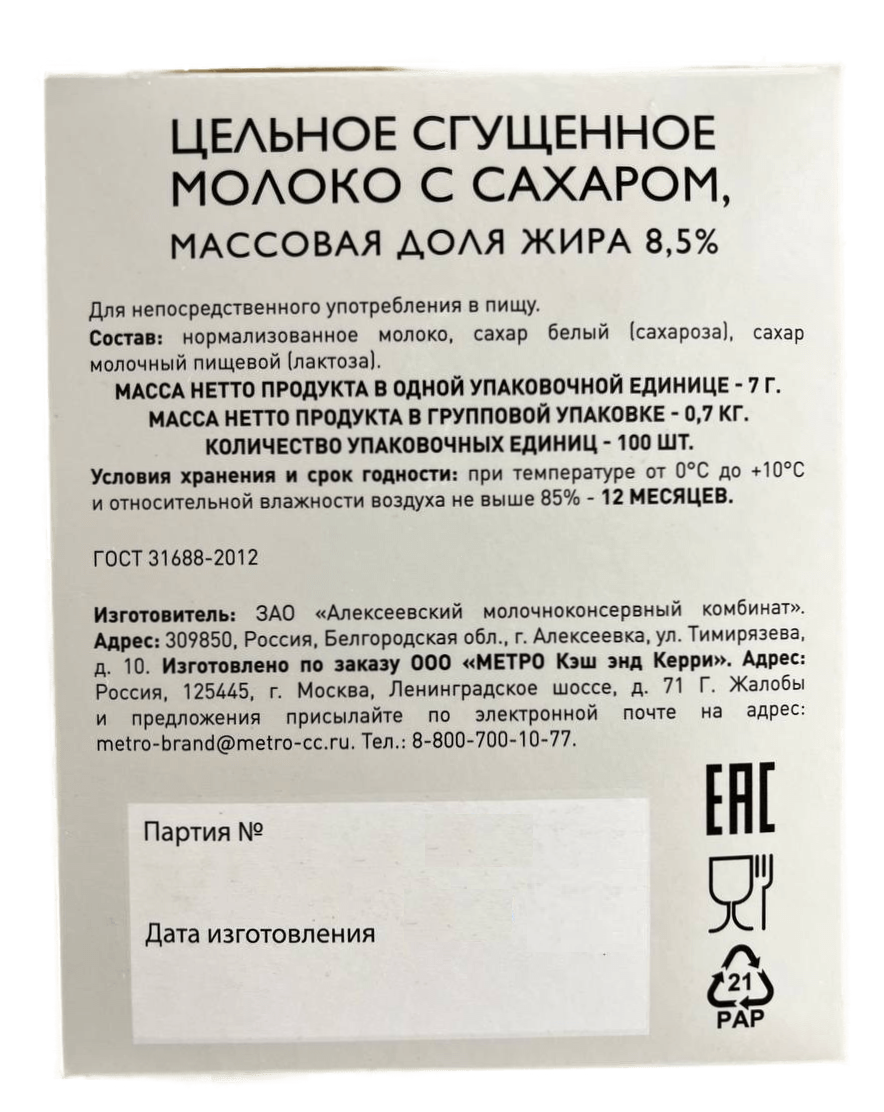 ЦЕЛЬНОЕ СГУЩЕННОЕ
МОЛОКО С САХАРОМ,
МАССОВАЯ ДОЛЯ ЖИРА 8,5%
Для непосредственного употребления в пищу.
Состав: нормализованное молоко, сахар белый (сахароза), сахар
молочный пищевой (лактоза).
МАССА НЕТТО ПРОДУКТА В ОДНОЙ УПАКОВОЧНОЙ ЕДИНИЦЕ - 7 Г.
МАССА НЕТТО ПРОДУКТА В ГРУППОВОЙ УПАКОВКЕ - 0,7 КГ.
КОЛИЧЕСТВО УПАКОВОЧНЫХ ЕДИНИЦ - 100 ШТ.
Условия хранения и срок годности: при температуре от 0°С до +10°С
и относительной влажности воздуха не выше 85% - 12 МЕСЯЦЕВ.
ГОСТ 31688-2012
Изготовитель: ЗАО «Алексеевский молочноконсервный комбинат».
Адрес: 309850, Россия, Белгородская обл., г. Алексеевка, ул. Тимирязева,
д. 10. Изготовлено по заказу ООО «МЕТРО Кэш энд Керри». Адрес:
Россия, 125445, г. Москва, Ленинградское шоссе, д. 71 Г. Жалобы
и предложения присылайте по электронной почте на адрес:
metro-brand@metro-cc.ru. Тел.: 8-800-700-10-77.
EAC
Партия №
Дата изготовления
21
PAP